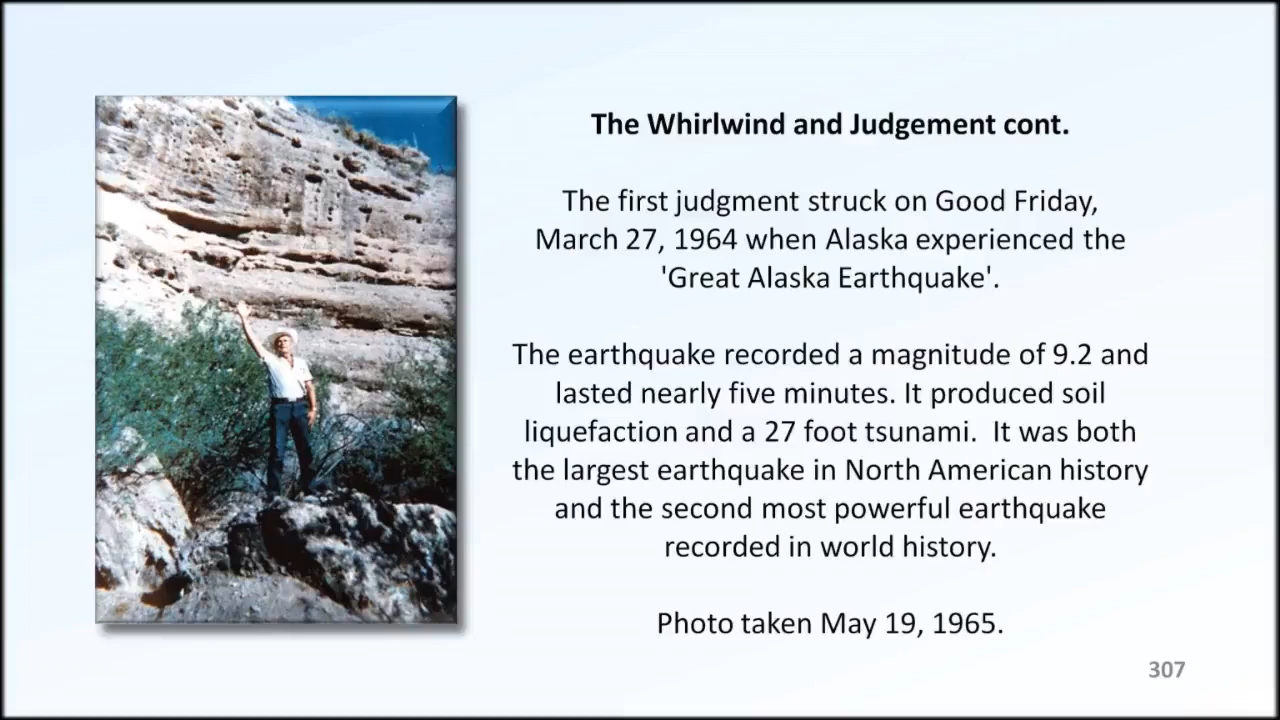 The Whirlwind and Judgement cont.
The first judgment struck on Good Friday,
March 27, 1964 when Alaska experienced the
'Great Alaska Earthquake'.
The earthquake recorded a magnitude of 9.2 and
lasted nearly five minutes. It produced soil
liquefaction and a 27 foot tsunami.  It was both
the largest earthquake in North American history
and the second most powerful earthquake
recorded in world history.
Photo taken May 19, 1965.
307